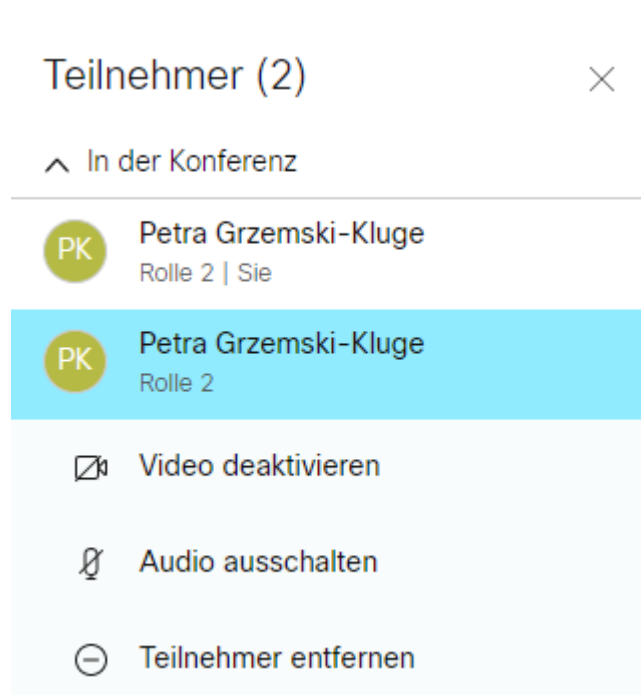 Teilnehmer (2)
In der Konferenz
PK
Petra Grzemski-Kluge
Rolle 2 | Sie
PK
Petra Grzemski-Kluge
Rolle 2
Video deaktivieren
Audio ausschalten
Teilnehmer entfernen